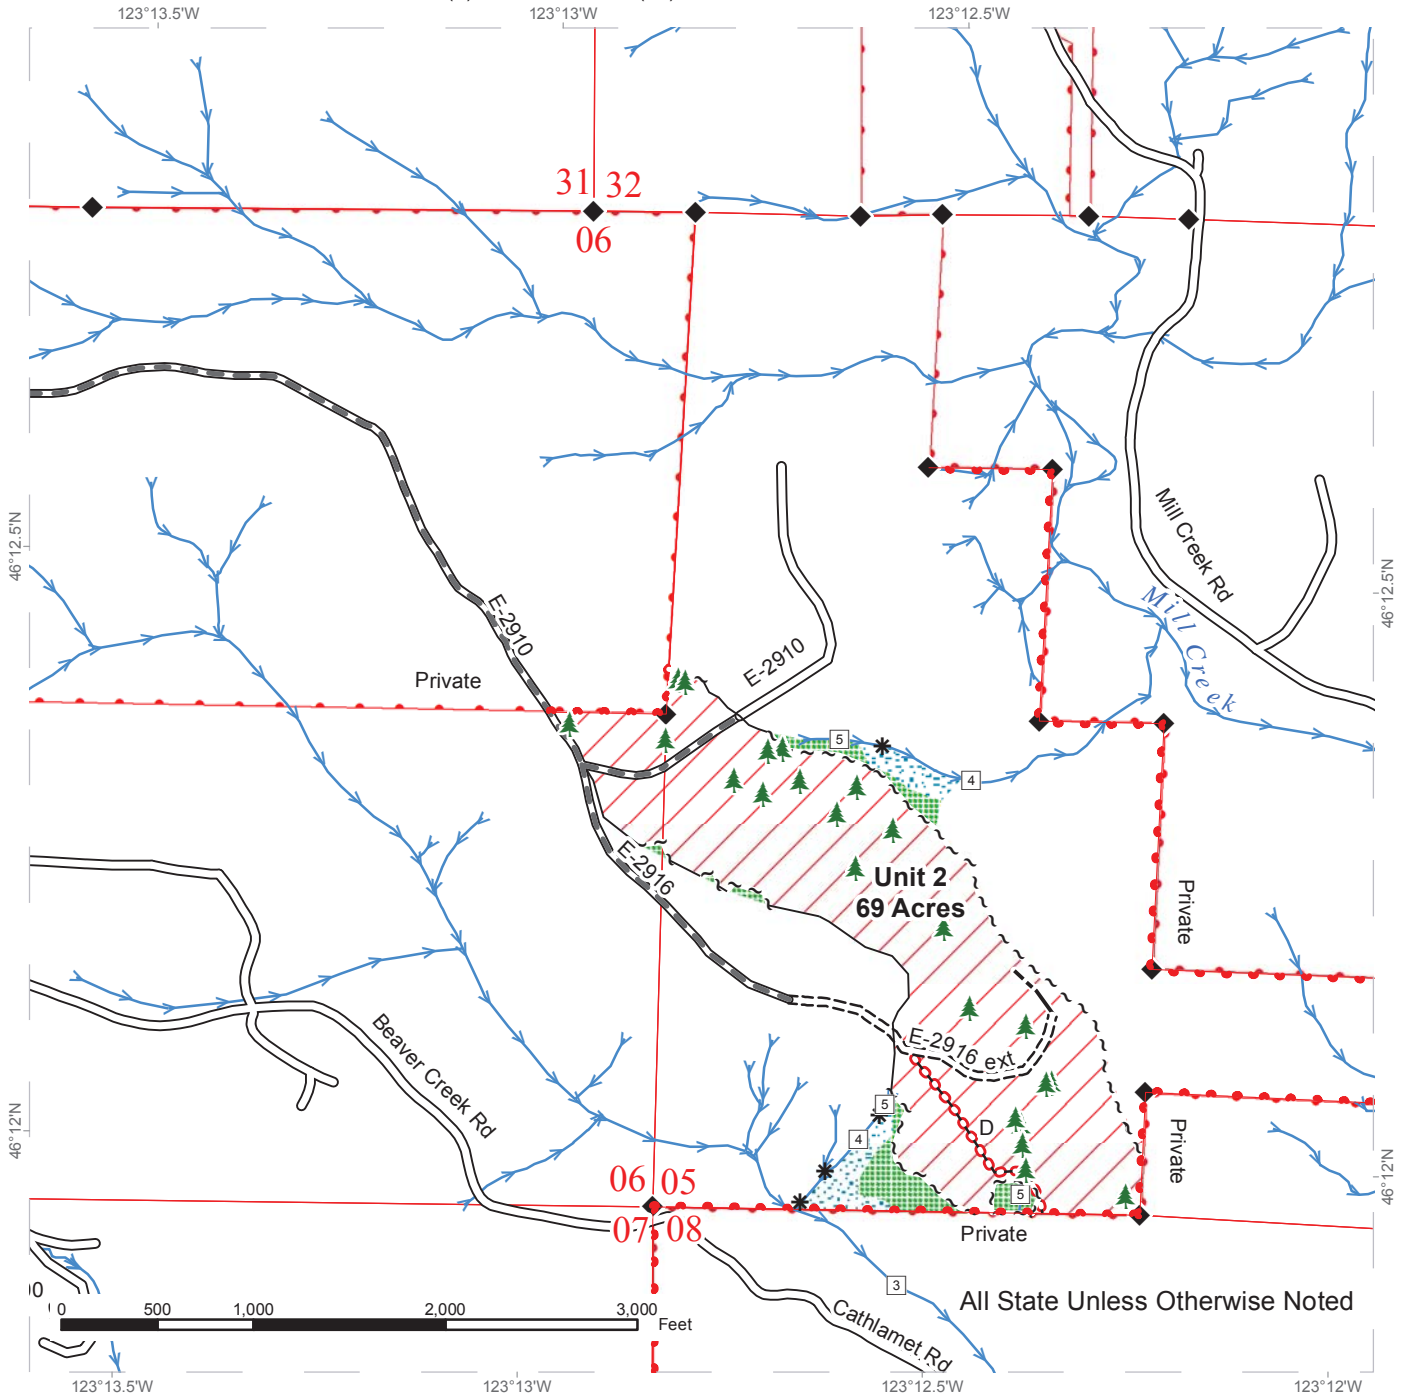 123°13.5'W
123°13'W
123°12.5'W
31 32
06
46°12.5'N
46°12.5'N
Mill Creek Rd
Mill Creek
E-2910
E-2910
Private
5
4
E-2916
Unit 2
69 Acres
Private
E-2916 ext
Beaver Creek Rd
5
4
D
5
Private
46°12'N
46°12'N
06 05
07 08
Private
3
All State Unless Otherwise Noted
Cathlamet Rd
0 500 1,000 2,000 3,000
Feet
123°13.5'W
123°13'W
123°12.5'W
123°12'W